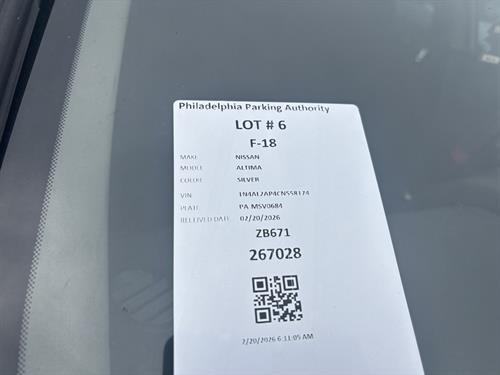 Philadelphia Parking Authority
LOT # 6
F-18
MAKE: NISSAN
MODEL: ALTIMA
COLOR: SILVER
VIN: 1N4AL2AP4CN558174
PLATE: PA MSV0684
RECEIVED DATE: 02/20/2026
ZB671
267028
2/20/2026 6:11:05 AM